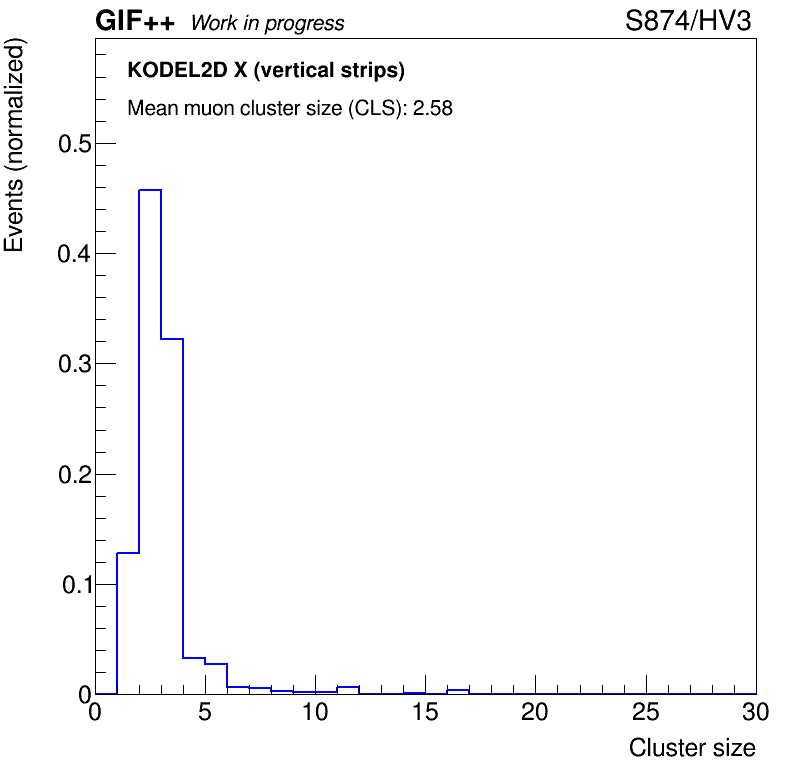 GIF++ Work in progress S874/HV3
KODEL2D X (vertical strips)
Mean muon cluster size (CLS): 2.58
Events (normalized)
0.5
0.4
0.3
0.2
0.1
0
0 5 10 15 20 25 30
Cluster size